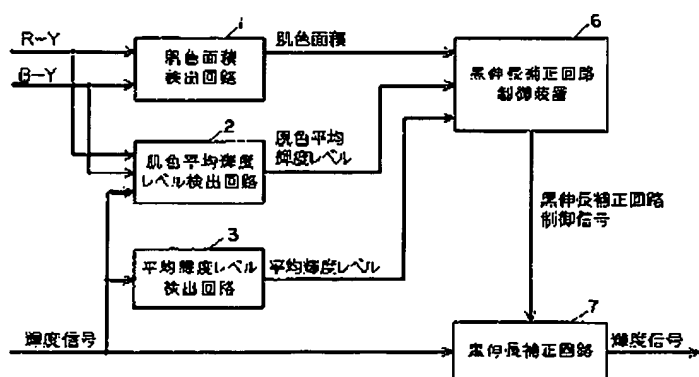 R-Y
B-Y
1
肌色面積
検出回路
肌色面積
6
黒伸長補正回路
制御装置
2
肌色平均輝度
レベル検出回路
肌色平均
輝度レベル
3
平均輝度レベル
検出回路
平均輝度レベル
黒伸長補正回路
制御信号
輝度信号
7
黒伸長補正回路
輝度信号